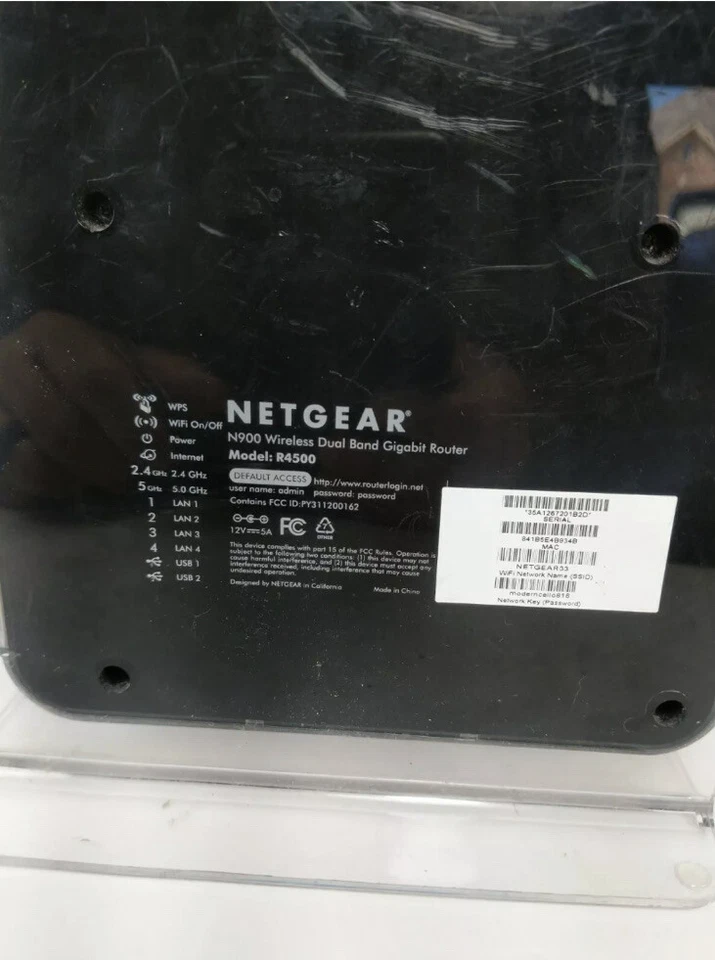 WPS
WiFi On/Off
Power
Internet
2.4GHz 2.4 GHz
5GHz 5.0 GHz
1 LAN 1
2 LAN 2
3 LAN 3
4 LAN 4
USB 1
USB 2
NETGEAR®
N900 Wireless Dual Band Gigabit Router
Model: R4500
DEFAULT ACCESS http://www.routerlogin.net
user name: admin password: password
Contains FCC ID:PY311200162
12V⎓5A
FC
This device complies with part 15 of the FCC Rules. Operation is
subject to the following two conditions: (1) this device may not
cause harmful interference, and (2) this device must accept any
interference received, including interference that may cause
undesired operation.
Designed by NETGEAR in California Made in China
*35A1267201B2D*
SERIAL
841B5E4B934B
MAC
NETGEAR33
WiFi Network Name (SSID)
moderncello818
Network Key (Password)